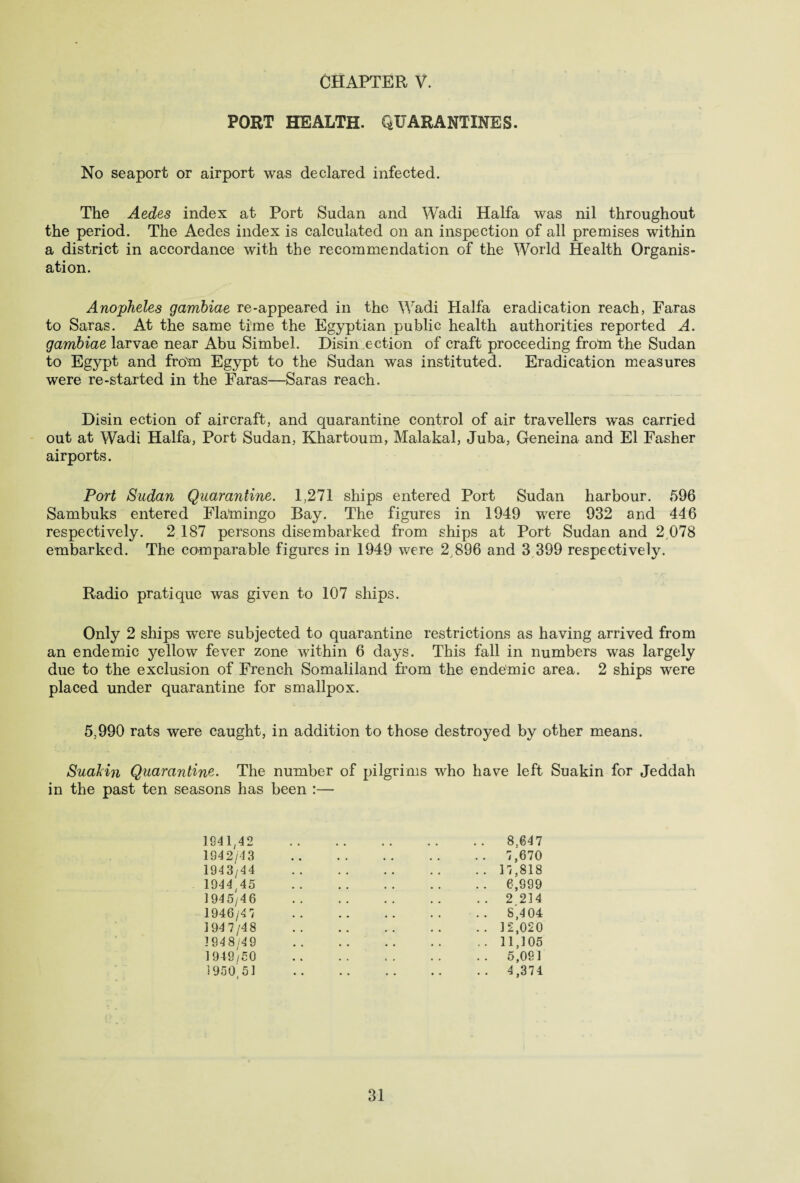 CHAPTER V.
PORT HEALTH. QUARANTINES.
No seaport or airport was declared infected.
The Aedes index at Port Sudan and Wadi Halfa was nil throughout
the period. The Aedes index is calculated on an inspection of all premises within
a district in accordance with the recommendation of the World Health Organis-
ation.
Anopheles gambiae re-appeared in the Wadi Halfa eradication reach, Faras
to Saras. At the same time the Egyptian public health authorities reported A.
gambiae larvae near Abu Simbel. Disin ection of craft proceeding from the Sudan
to Egypt and from Egypt to the Sudan was instituted. Eradication measures
were re-started in the Faras—Saras reach.
Disin ection of aircraft, and quarantine control of air travellers was carried
out at Wadi Halfa, Port Sudan, Khartoum, Malakal, Juba, Geneina and El Fasher
airports.
Port Sudan Quarantine. 1,271 ships entered Port Sudan harbour. 596
Sambuks entered Flamingo Bay. The figures in 1949 were 932 and 446
respectively. 2 187 persons disembarked from ships at Port Sudan and 2,078
embarked. The comparable figures in 1949 were 2,896 and 3 399 respectively.
Radio pratique was given to 107 ships.
Only 2 ships were subjected to quarantine restrictions as having arrived from
an endemic yellow fever zone within 6 days. This fall in numbers was largely
due to the exclusion of French Somaliland from the endemic area. 2 ships were
placed under quarantine for smallpox.
5,990 rats were caught, in addition to those destroyed by other means.
Suakin Quarantine. The number of pilgrims who have left Suakin for Jeddah
in the past ten seasons has been :—
1941/42 .. .. .. .. .. 8,647
1942/43 .. .. .. .. .. 7,670
1943/44 .. .. .. .. .. 17,818
1944/45 .. .. .. .. .. 6,999
1945/46 .. .. .. .. .. 2,214
1946/47 .. .. .. .. .. 8,404
1947/48 .. .. .. .. .. 12,020
1948/49 .. .. .. .. .. 11,105
1949/50 .. .. .. .. .. 5,091
1950/51 .. .. .. .. .. 4,374
31